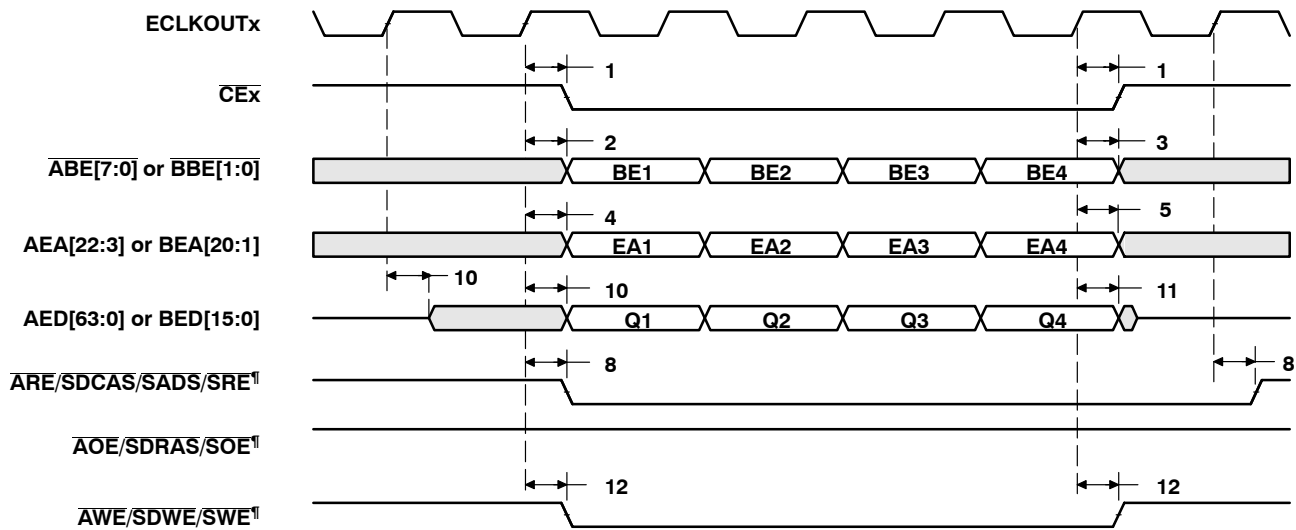 ECLKOUTx
1 1
CEx
2 3
ABE[7:0] or BBE[1:0] BE1 BE2 BE3 BE4
4 5
AEA[22:3] or BEA[20:1] EA1 EA2 EA3 EA4
10 10 11
AED[63:0] or BED[15:0] Q1 Q2 Q3 Q4
8 8
ARE/SDCAS/SADS/SRE¶
AOE/SDRAS/SOE¶
12 12
AWE/SDWE/SWE¶